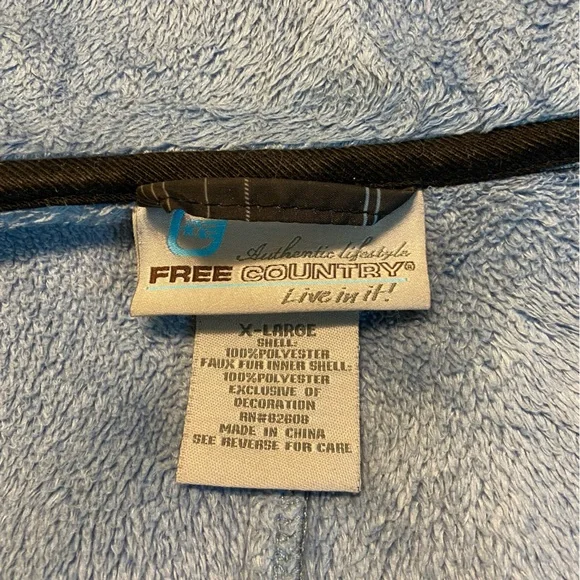 Authentic lifestyle
FREE COUNTRY®
Live in it!
X-LARGE
SHELL:
100%POLYESTER
FAUX FUR INNER SHELL:
100%POLYESTER
EXCLUSIVE OF
DECORATION
RN#82608
MADE IN CHINA
SEE REVERSE FOR CARE